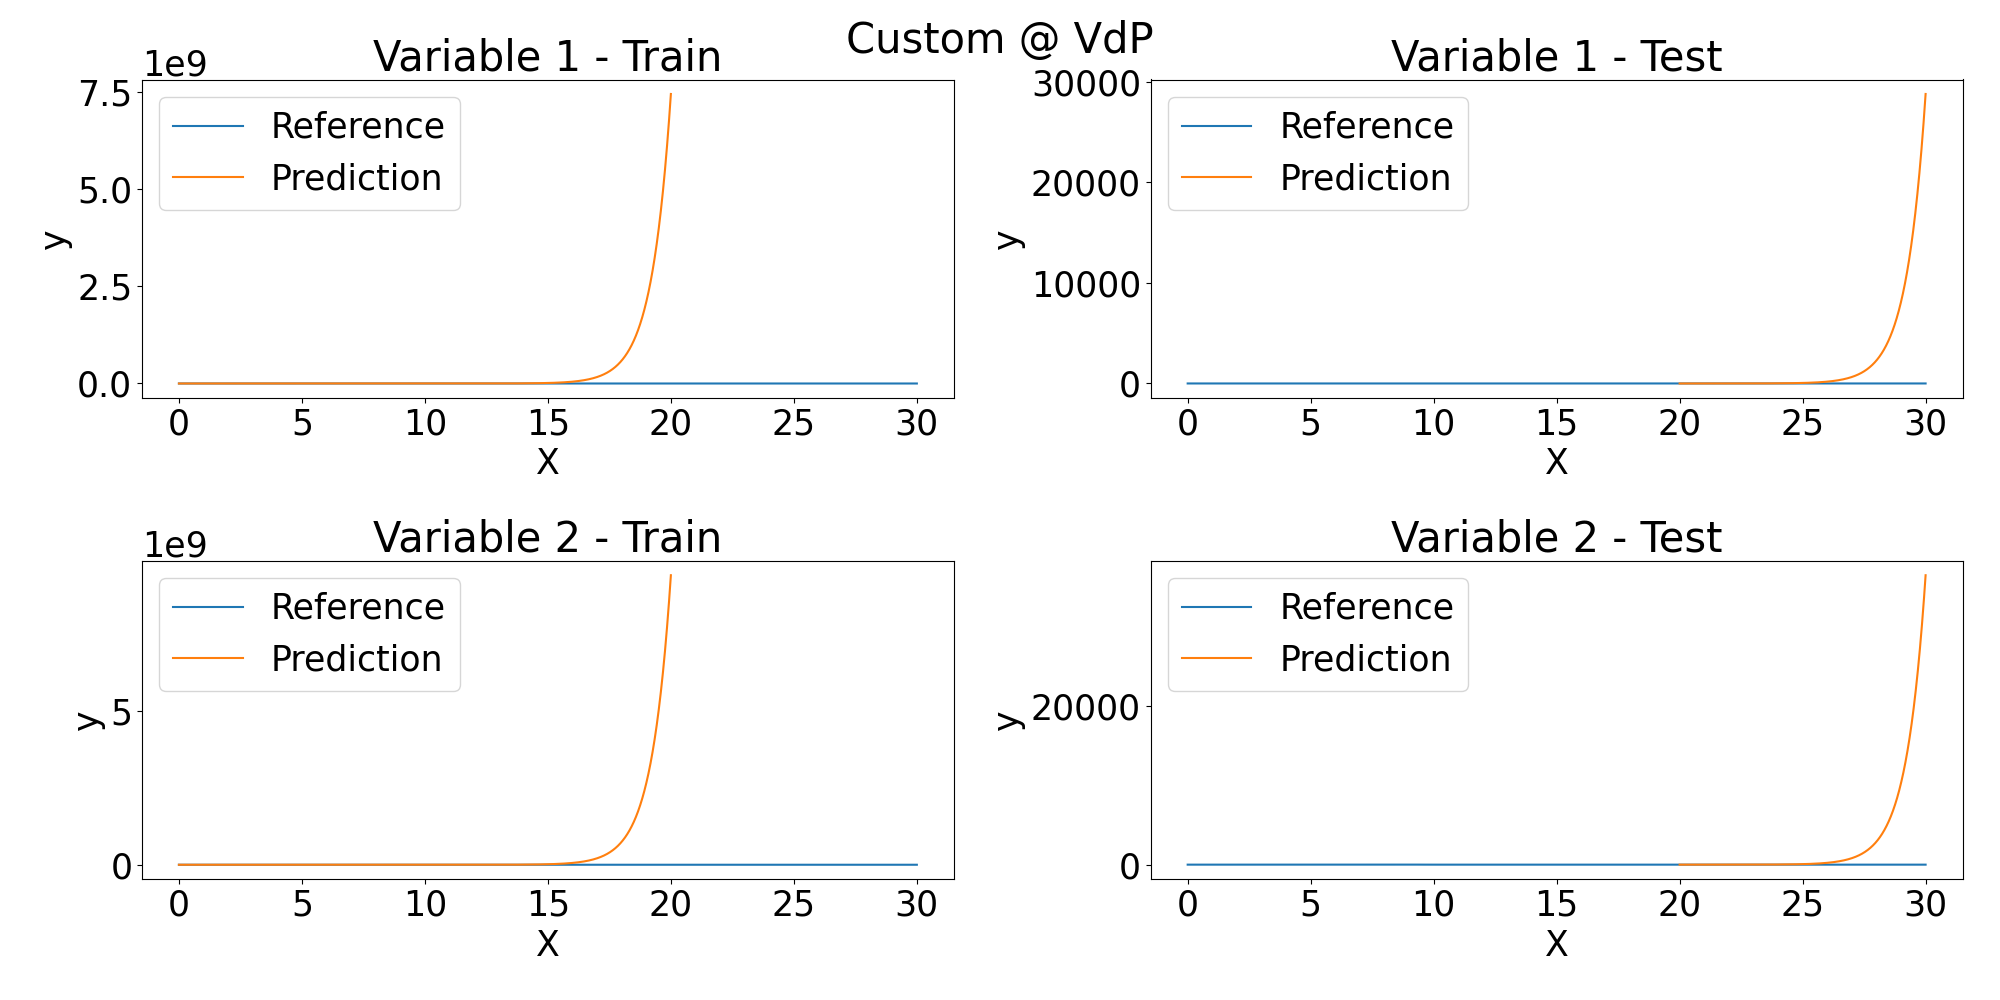 Custom @ VdP
Variable 1 - Train
1e9
7.5
5.0
2.5
0.0
y
Reference
Prediction
0 5 10 15 20 25 30
X
Variable 1 - Test
30000
20000
10000
0
y
Reference
Prediction
0 5 10 15 20 25 30
X
Variable 2 - Train
1e9
5
0
y
Reference
Prediction
0 5 10 15 20 25 30
X
Variable 2 - Test
20000
0
y
Reference
Prediction
0 5 10 15 20 25 30
X